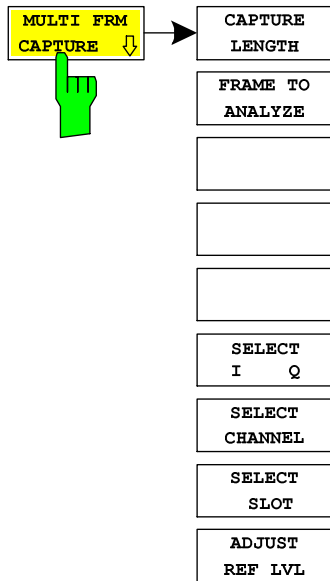 MULTI FRM
CAPTURE
CAPTURE
LENGTH
FRAME TO
ANALYZE
SELECT
I Q
SELECT
CHANNEL
SELECT
SLOT
ADJUST
REF LVL